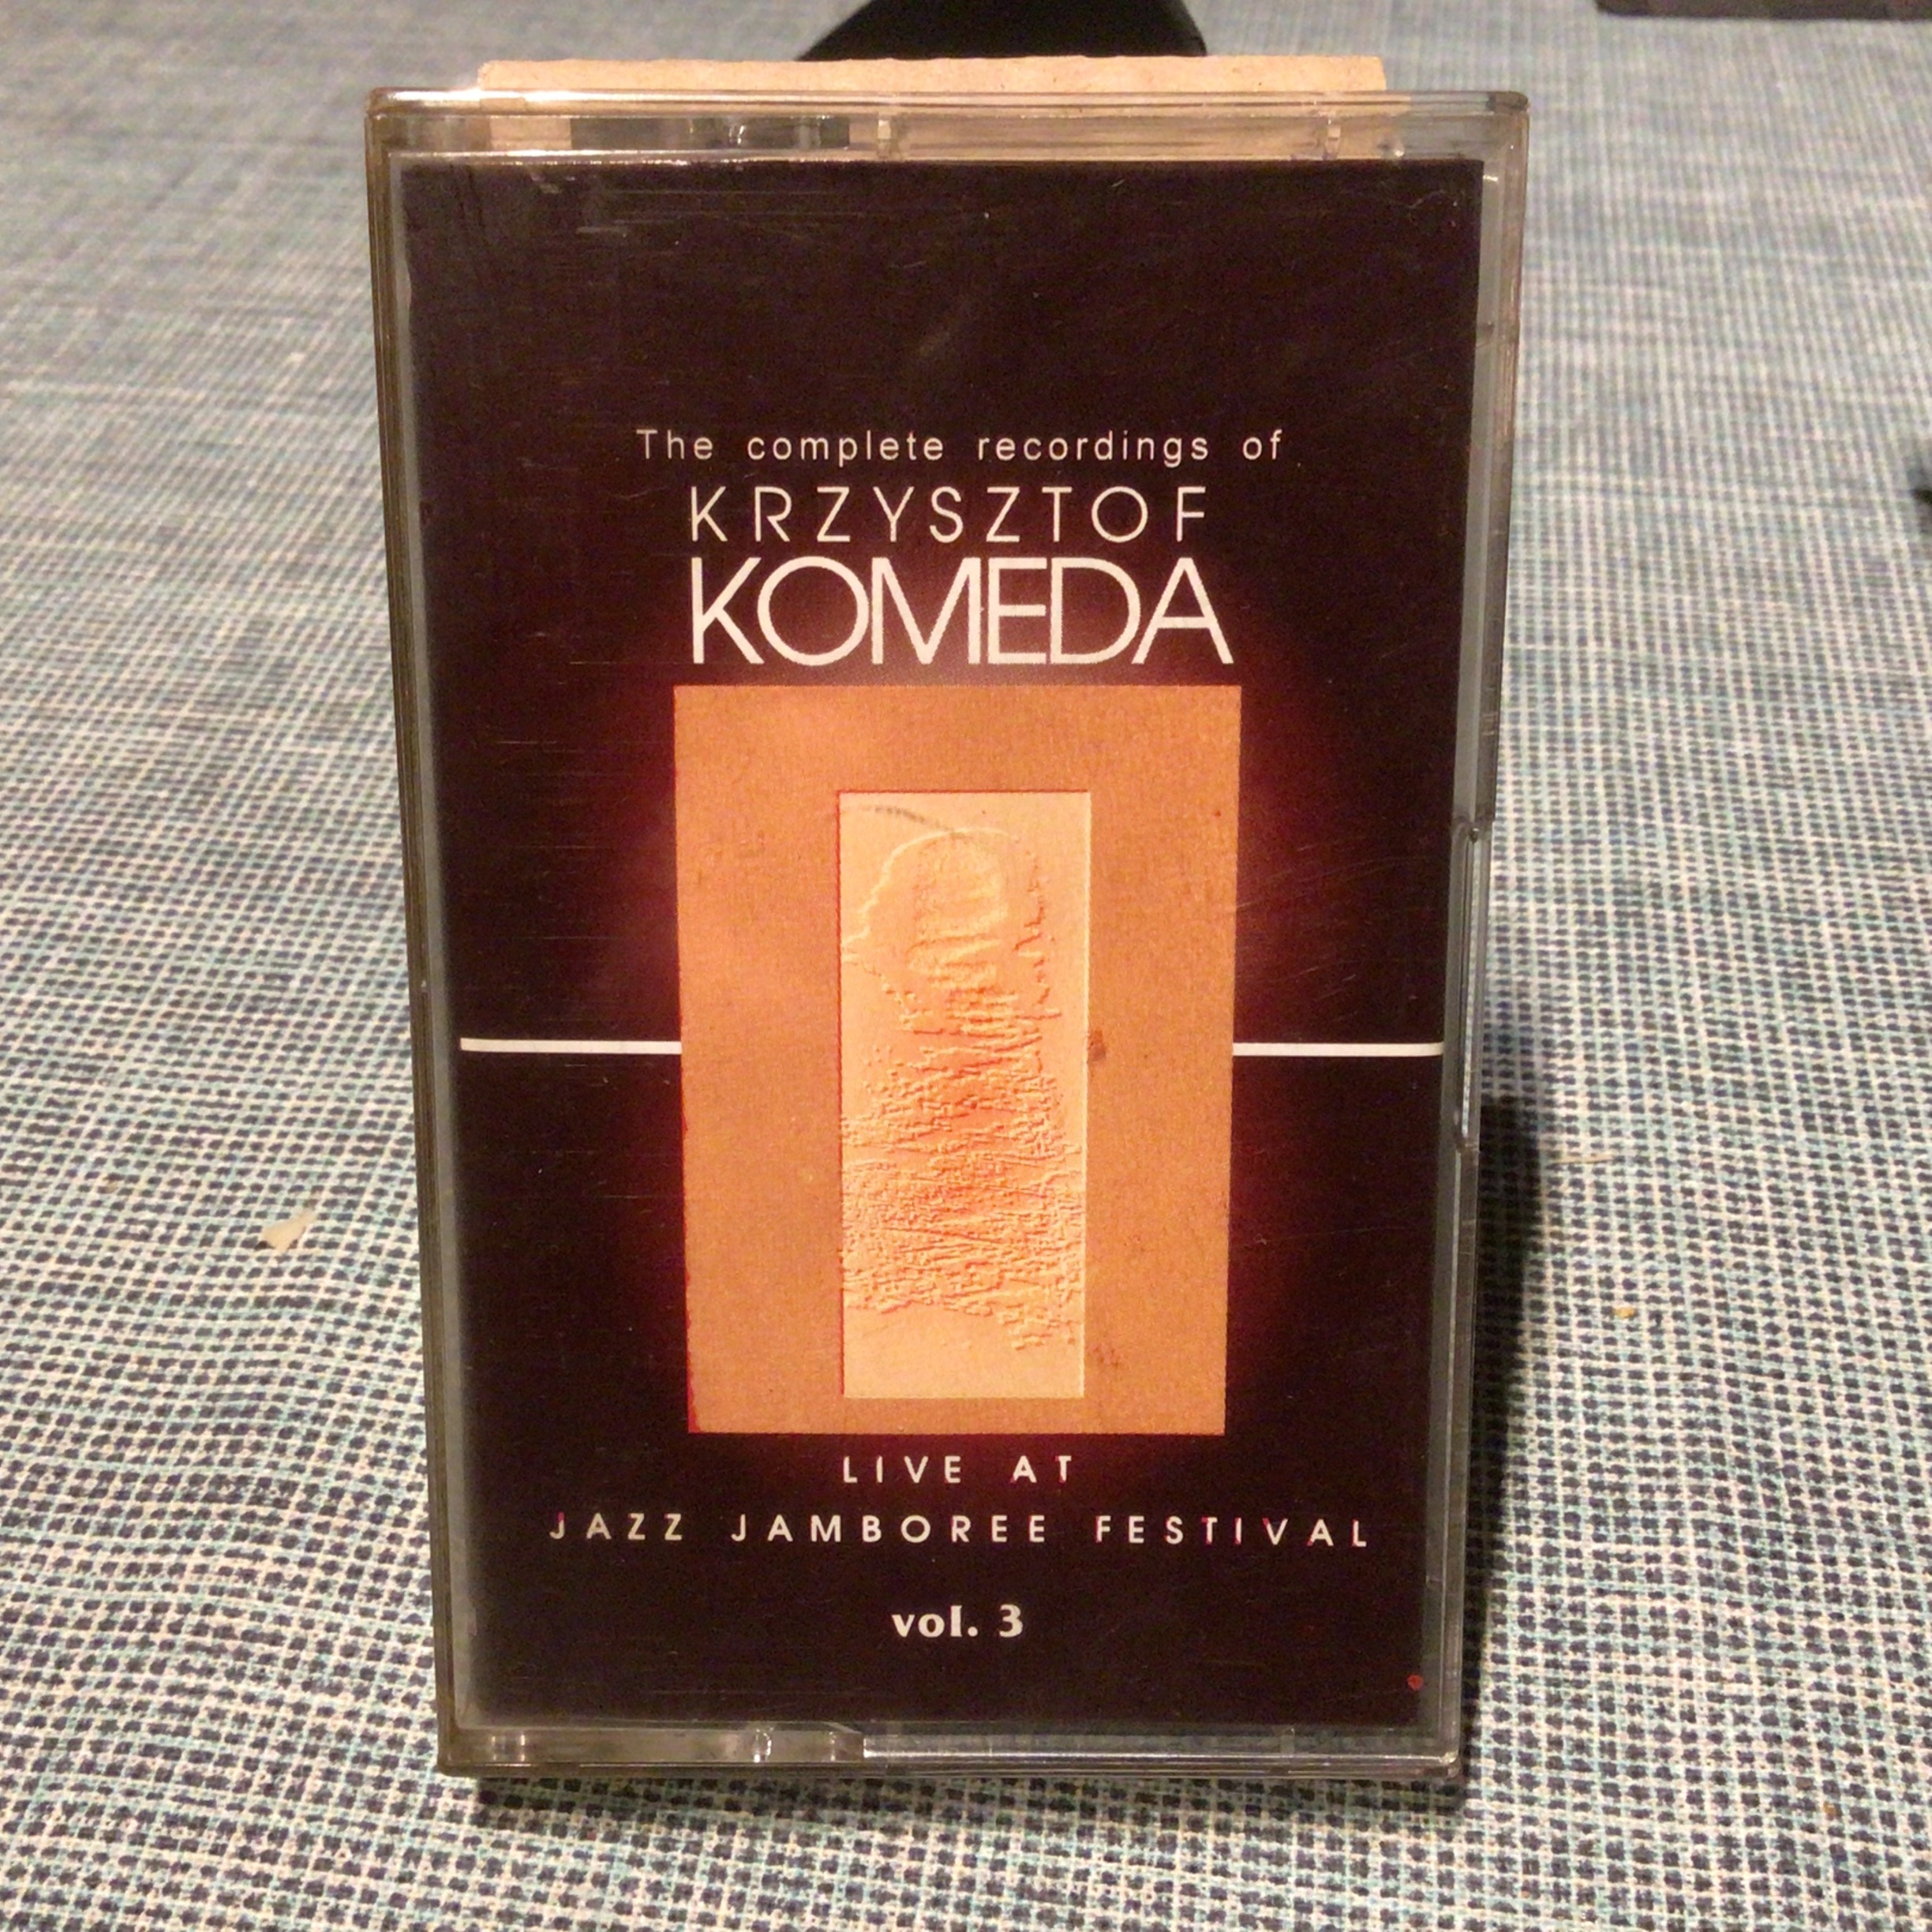 The complete recordings of
KRZYSZTOF
KOMEDA
LIVE AT
JAZZ JAMBOREE FESTIVAL
vol. 3